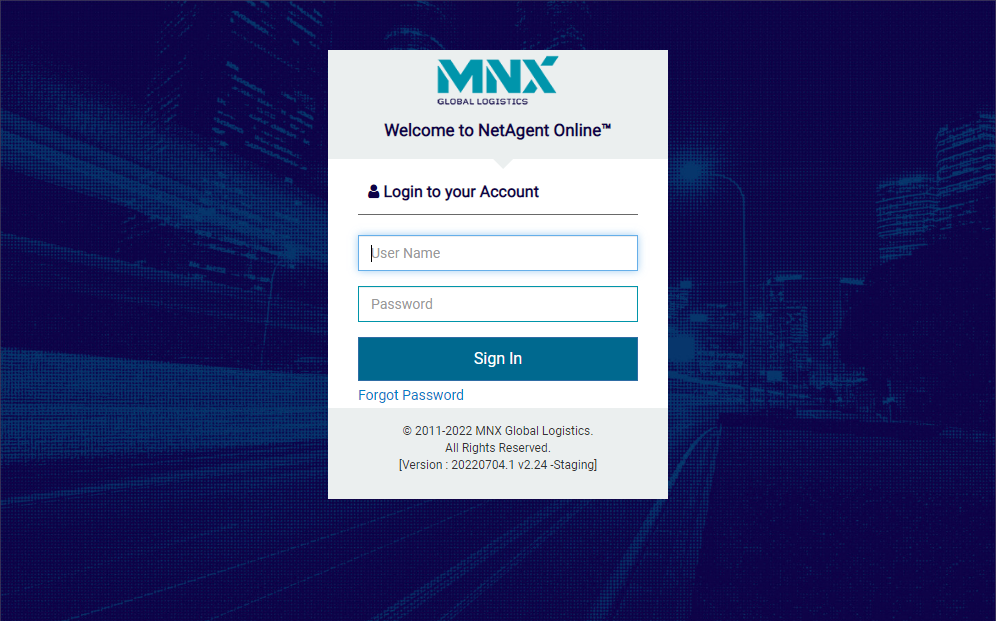 MNX
GLOBAL LOGISTICS
Welcome to NetAgent Online™
Login to your Account
User Name
Password
Sign In
Forgot Password
© 2011-2022 MNX Global Logistics.
All Rights Reserved.
[Version : 20220704.1 v2.24 -Staging]